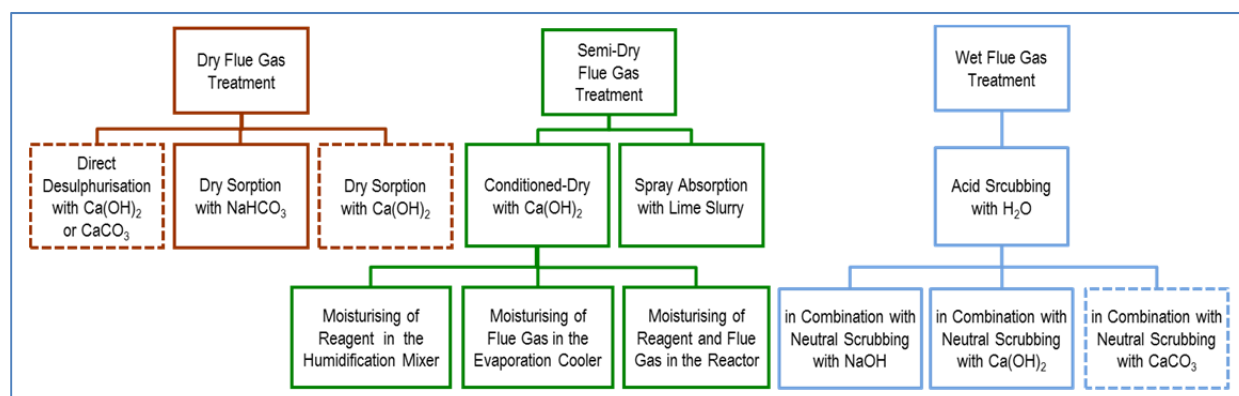 Dry Flue Gas
Treatment
Semi-Dry
Flue Gas
Treatment
Wet Flue Gas
Treatment
Direct
Desulphurisation
with Ca(OH)₂
or CaCO₃
Dry Sorption
with NaHCO₃
Dry Sorption
with Ca(OH)₂
Conditioned-Dry
with Ca(OH)₂
Spray Absorption
with Lime Slurry
Acid Srcubbing
with H₂O
Moisturising of
Reagent in the
Humidification Mixer
Moisturising of
Flue Gas in the
Evaporation Cooler
Moisturising of
Reagent and Flue
Gas in the Reactor
in Combination with
Neutral Scrubbing
with NaOH
in Combination with
Neutral Scrubbing
with Ca(OH)₂
in Combination with
Neutral Scrubbing
with CaCO₃